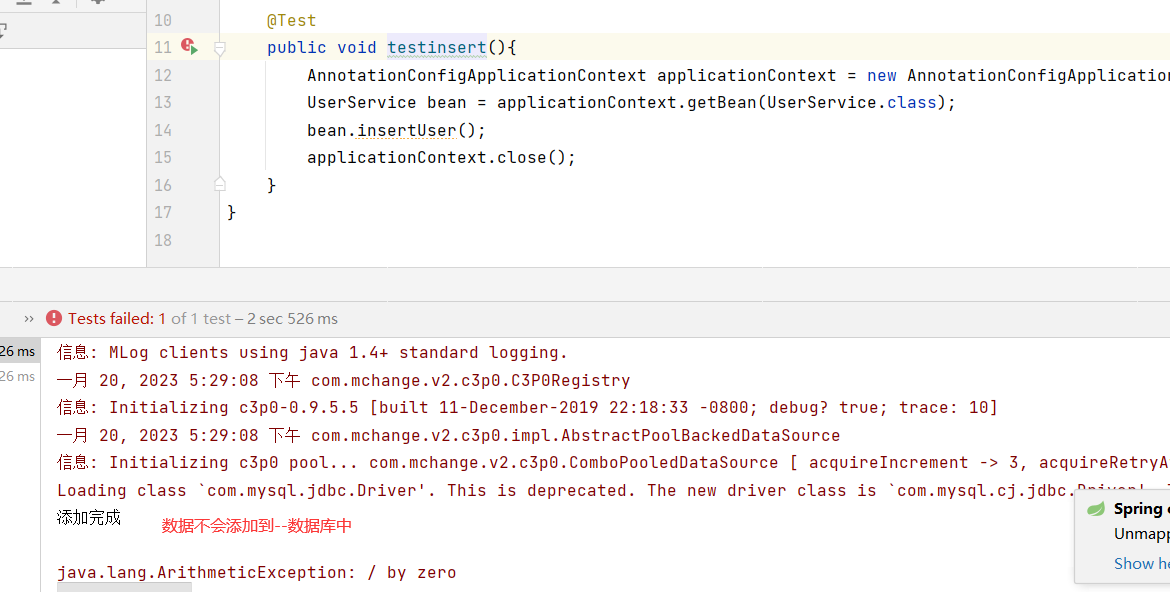 10 @Test
11 public void testinsert(){
12 AnnotationConfigApplicationContext applicationContext = new AnnotationConfigApplication
13 UserService bean = applicationContext.getBean(UserService.class);
14 bean.insertUser();
15 applicationContext.close();
16 }
17 }
18
Tests failed: 1 of 1 test – 2 sec 526 ms
26 ms
26 ms
信息: MLog clients using java 1.4+ standard logging.
一月 20, 2023 5:29:08 下午 com.mchange.v2.c3p0.C3P0Registry
信息: Initializing c3p0-0.9.5.5 [built 11-December-2019 22:18:33 -0800; debug? true; trace: 10]
一月 20, 2023 5:29:08 下午 com.mchange.v2.c3p0.impl.AbstractPoolBackedDataSource
信息: Initializing c3p0 pool... com.mchange.v2.c3p0.ComboPooledDataSource [ acquireIncrement -> 3, acquireRetryA
Loading class `com.mysql.jdbc.Driver'. This is deprecated. The new driver class is `com.mysql.cj.jdbc.Driver'.
添加完成 数据不会添加到--数据库中
java.lang.ArithmeticException: / by zero
Spring
Unmapp
Show he